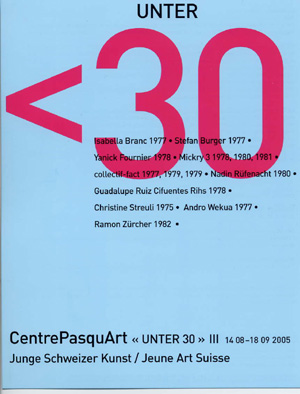 UNTER
<30
Isabella Branc 1977 • Stefan Burger 1977 •
Yanick Fournier 1978 • Mickry 3 1978, 1980, 1981 •
collectif-fact 1977, 1979, 1979 • Nadin Rüfenacht 1980 •
Guadalupe Ruiz Cifuentes Rihs 1978 •
Christine Streuli 1975 • Andro Wekua 1977 •
Ramon Zürcher 1982 •
CentrePasquArt « UNTER 30 » III 14 08–18 09 2005
Junge Schweizer Kunst / Jeune Art Suisse